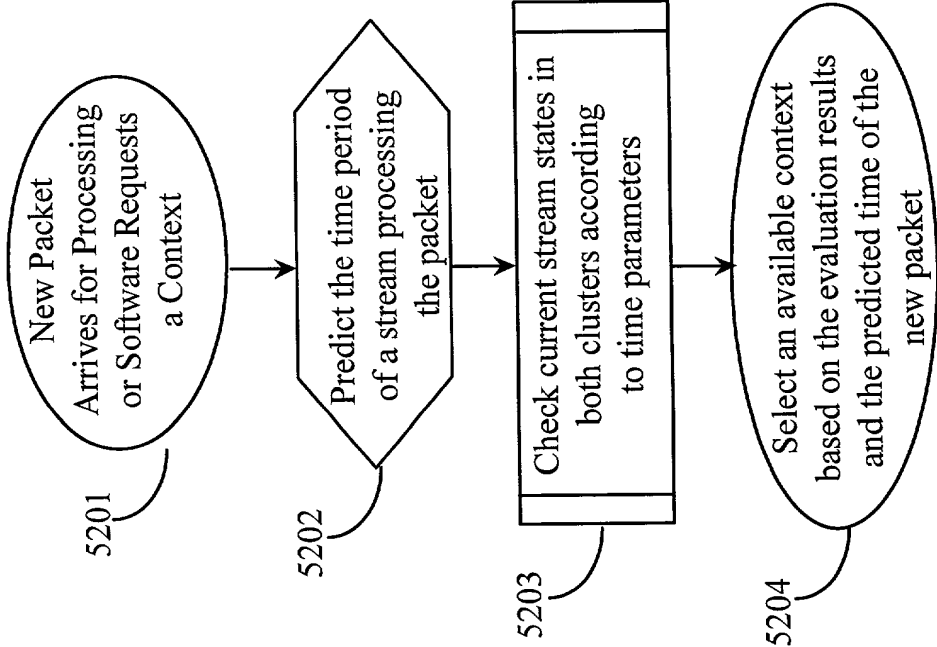 New Packet
Arrives for Processing
or Software Requests
a Context
5201
Predict the time period
of a stream processing
the packet
5202
Check current stream states in
both clusters according
to time parameters
5203
Select an available context
based on the evaluation results
and the predicted time of the
new packet
5204